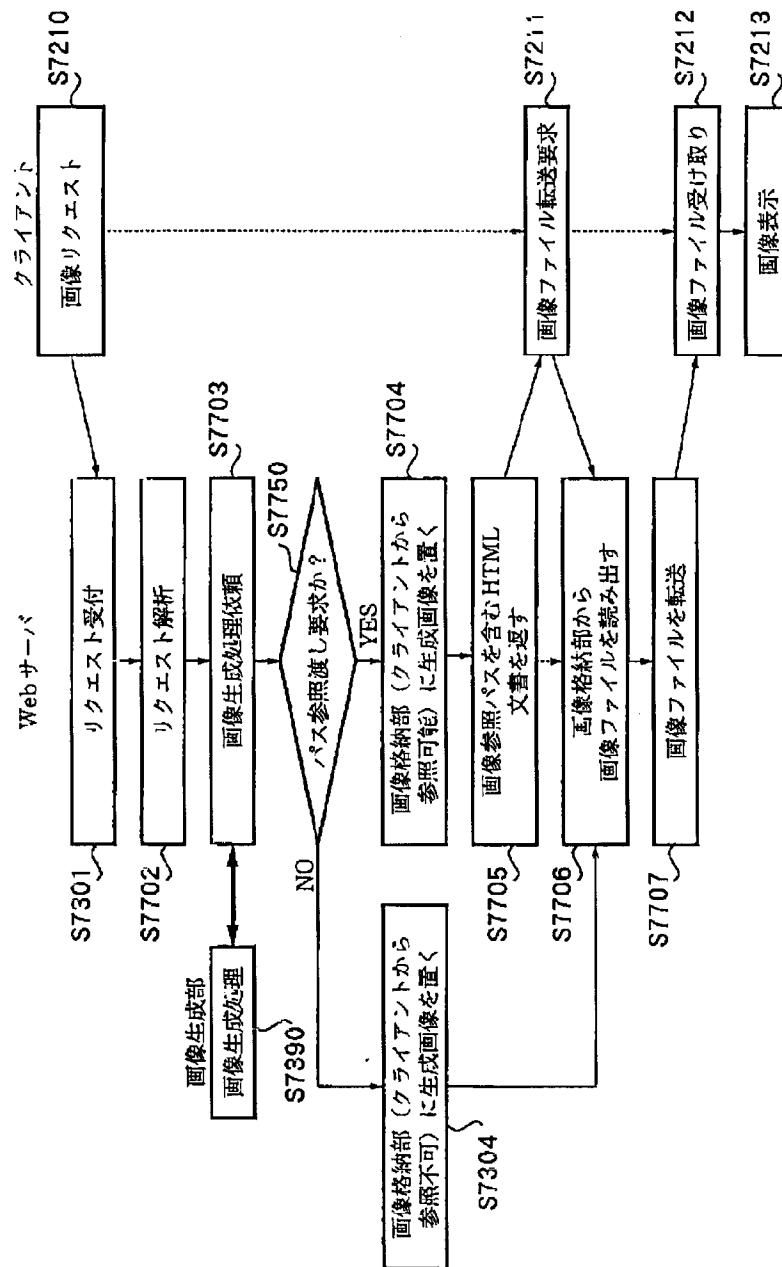 クライアント
画像リクエスト
S7210
画像ファイル転送要求
S7211
画像ファイル受け取り
S7212
画像表示
S7213
Webサーバ
リクエスト受付
S7301
リクエスト解析
S7702
画像生成処理依頼
S7703
パス参照渡し要求か?
S7750
YES
NO
画像格納部(クライアントから
参照可能)に生成画像を置く
S7704
画像参照パスを含むHTML
文書を返す
S7705
画像格納部から
画像ファイルを読み出す
S7706
画像ファイルを転送
S7707
画像生成部
画像生成処理
S7390
画像格納部(クライアントから
参照不可)に生成画像を置く
S7304